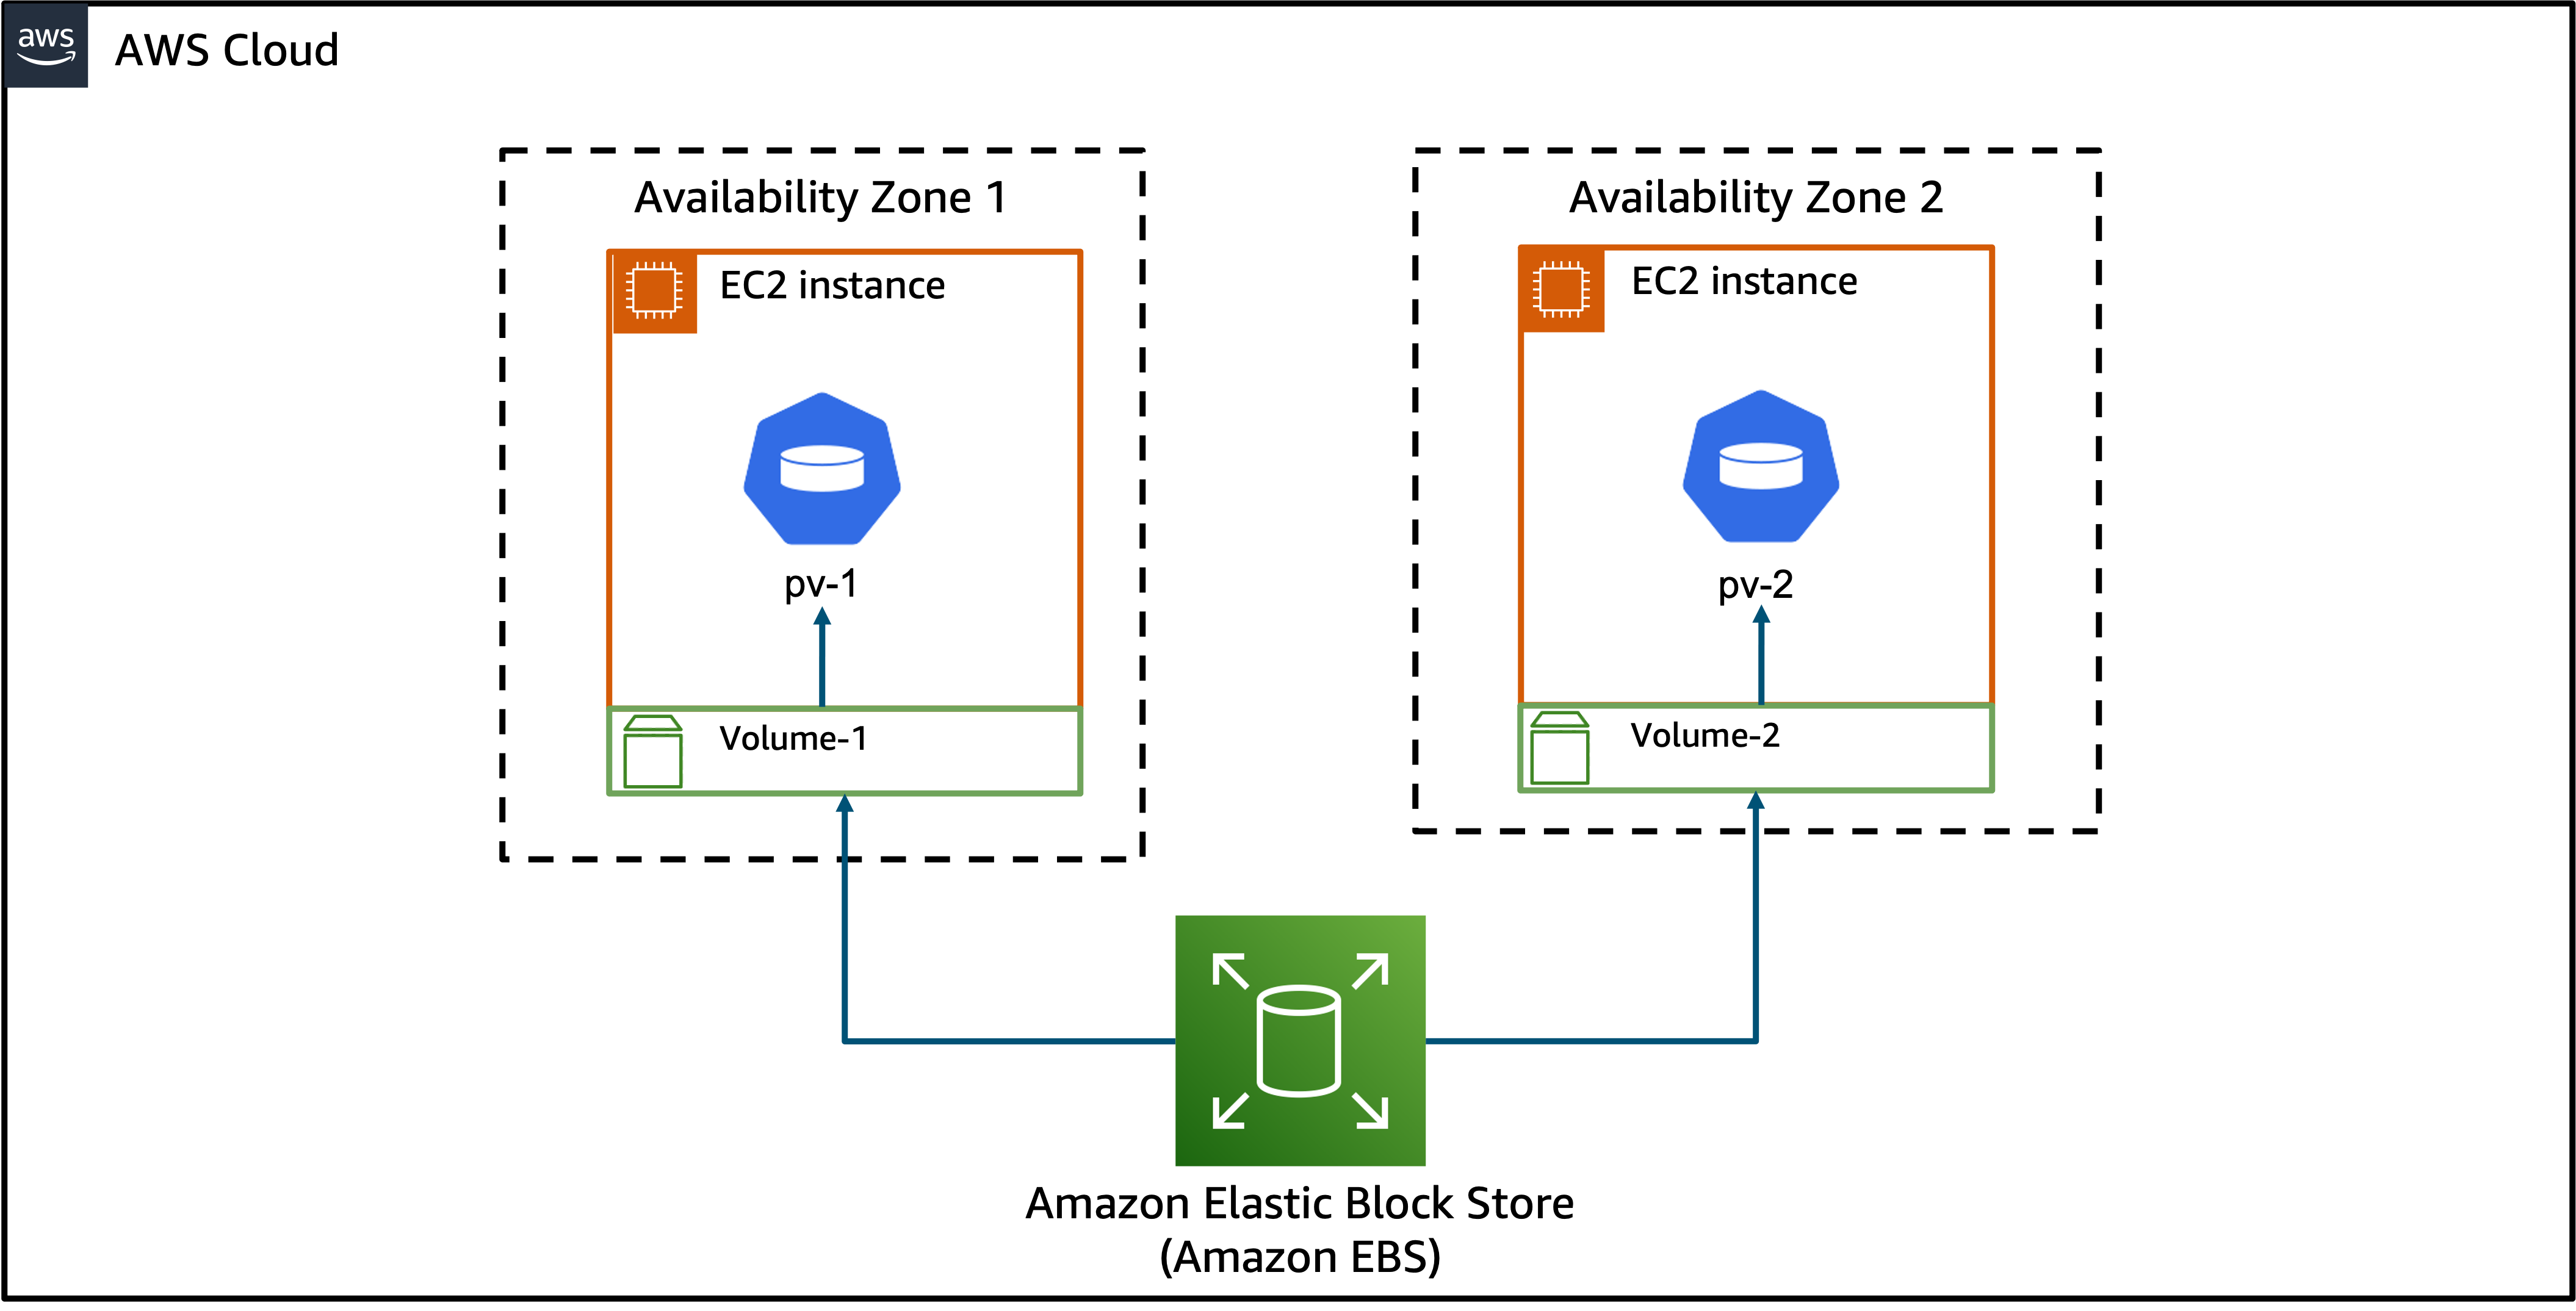 aws
AWS Cloud
Availability Zone 1
EC2 instance
pv-1
Volume-1
Availability Zone 2
EC2 instance
pv-2
Volume-2
Amazon Elastic Block Store
(Amazon EBS)